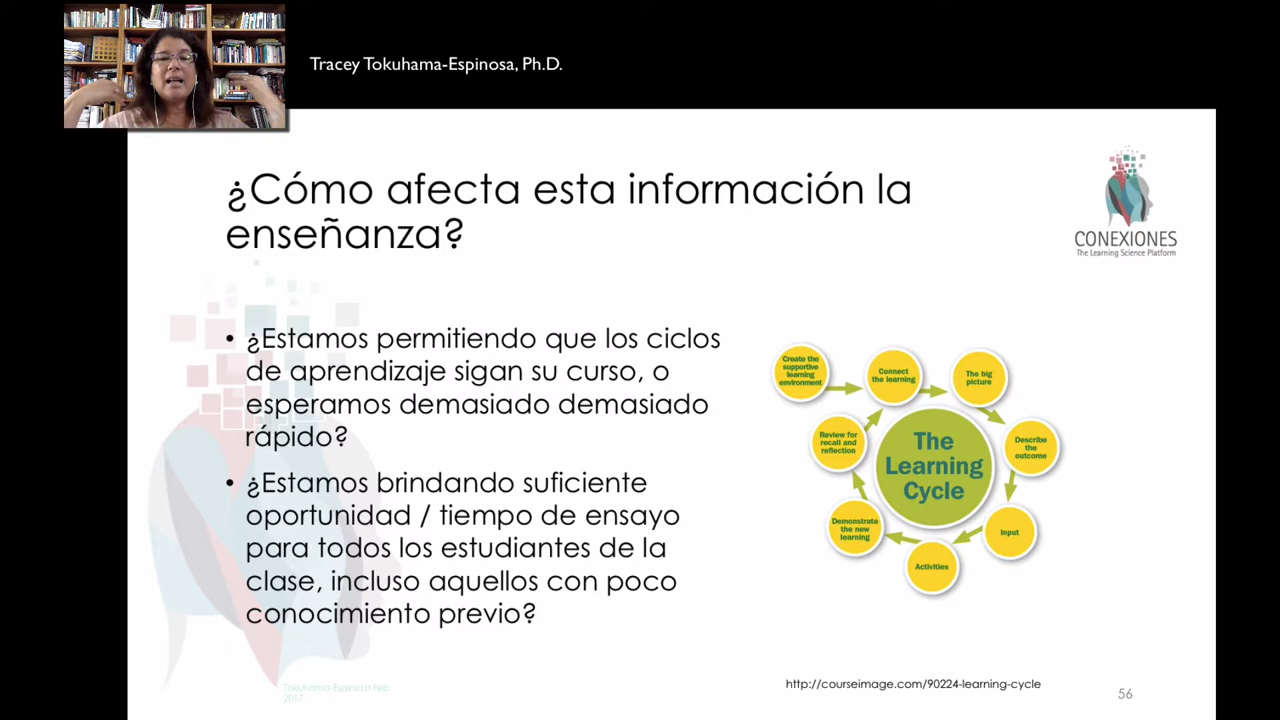 Tracey Tokuhama-Espinosa, Ph.D.
¿Cómo afecta esta información la
enseñanza?
CONEXIONES
The Learning Science Platform
• ¿Estamos permitiendo que los ciclos
de aprendizaje sigan su curso, o
esperamos demasiado demasiado
rápido?
• ¿Estamos brindando suficiente
oportunidad / tiempo de ensayo
para todos los estudiantes de la
clase, incluso aquellos con poco
conocimiento previo?
Create the
supportive
learning
environment
Connect
the learning
The big
picture
Describe
the
outcome
Input
Activities
Demonstrate
the new
learning
Review for
recall and
reflection
The
Learning
Cycle
Tokuhama-Espinosa Feb
2017
http://courseimage.com/90224-learning-cycle
56